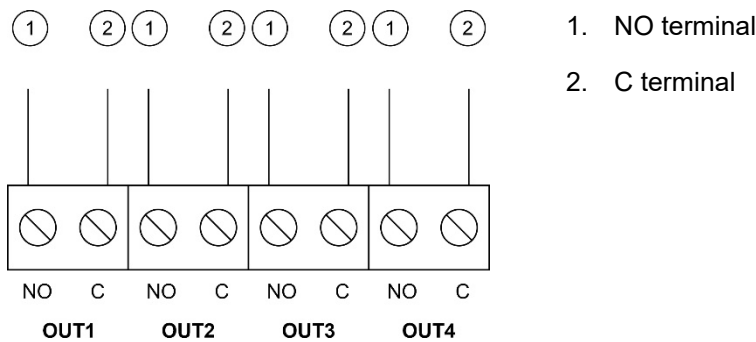 1 2 1 2 1 2 1 2
1. NO terminal
2. C terminal
NO C NO C NO C NO C
OUT1 OUT2 OUT3 OUT4